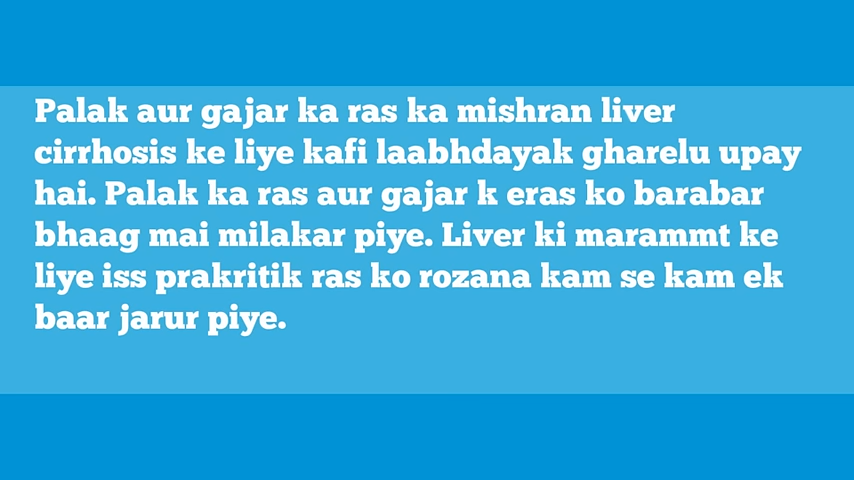 Palak aur gajar ka ras ka mishran liver
cirrhosis ke liye kafi laabhdayak gharelu upay
hai. Palak ka ras aur gajar k eras ko barabar
bhaag mai milakar piye. Liver ki marammt ke
liye iss prakritik ras ko rozana kam se kam ek
baar jarur piye.